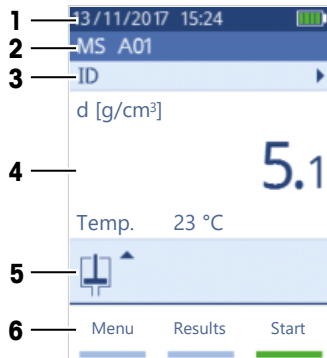 1 13/11/2017 15:24
2 MS A01
3 ID
d [g/cm³]
4 5.1
Temp. 23 °C
5
6 Menu Results Start